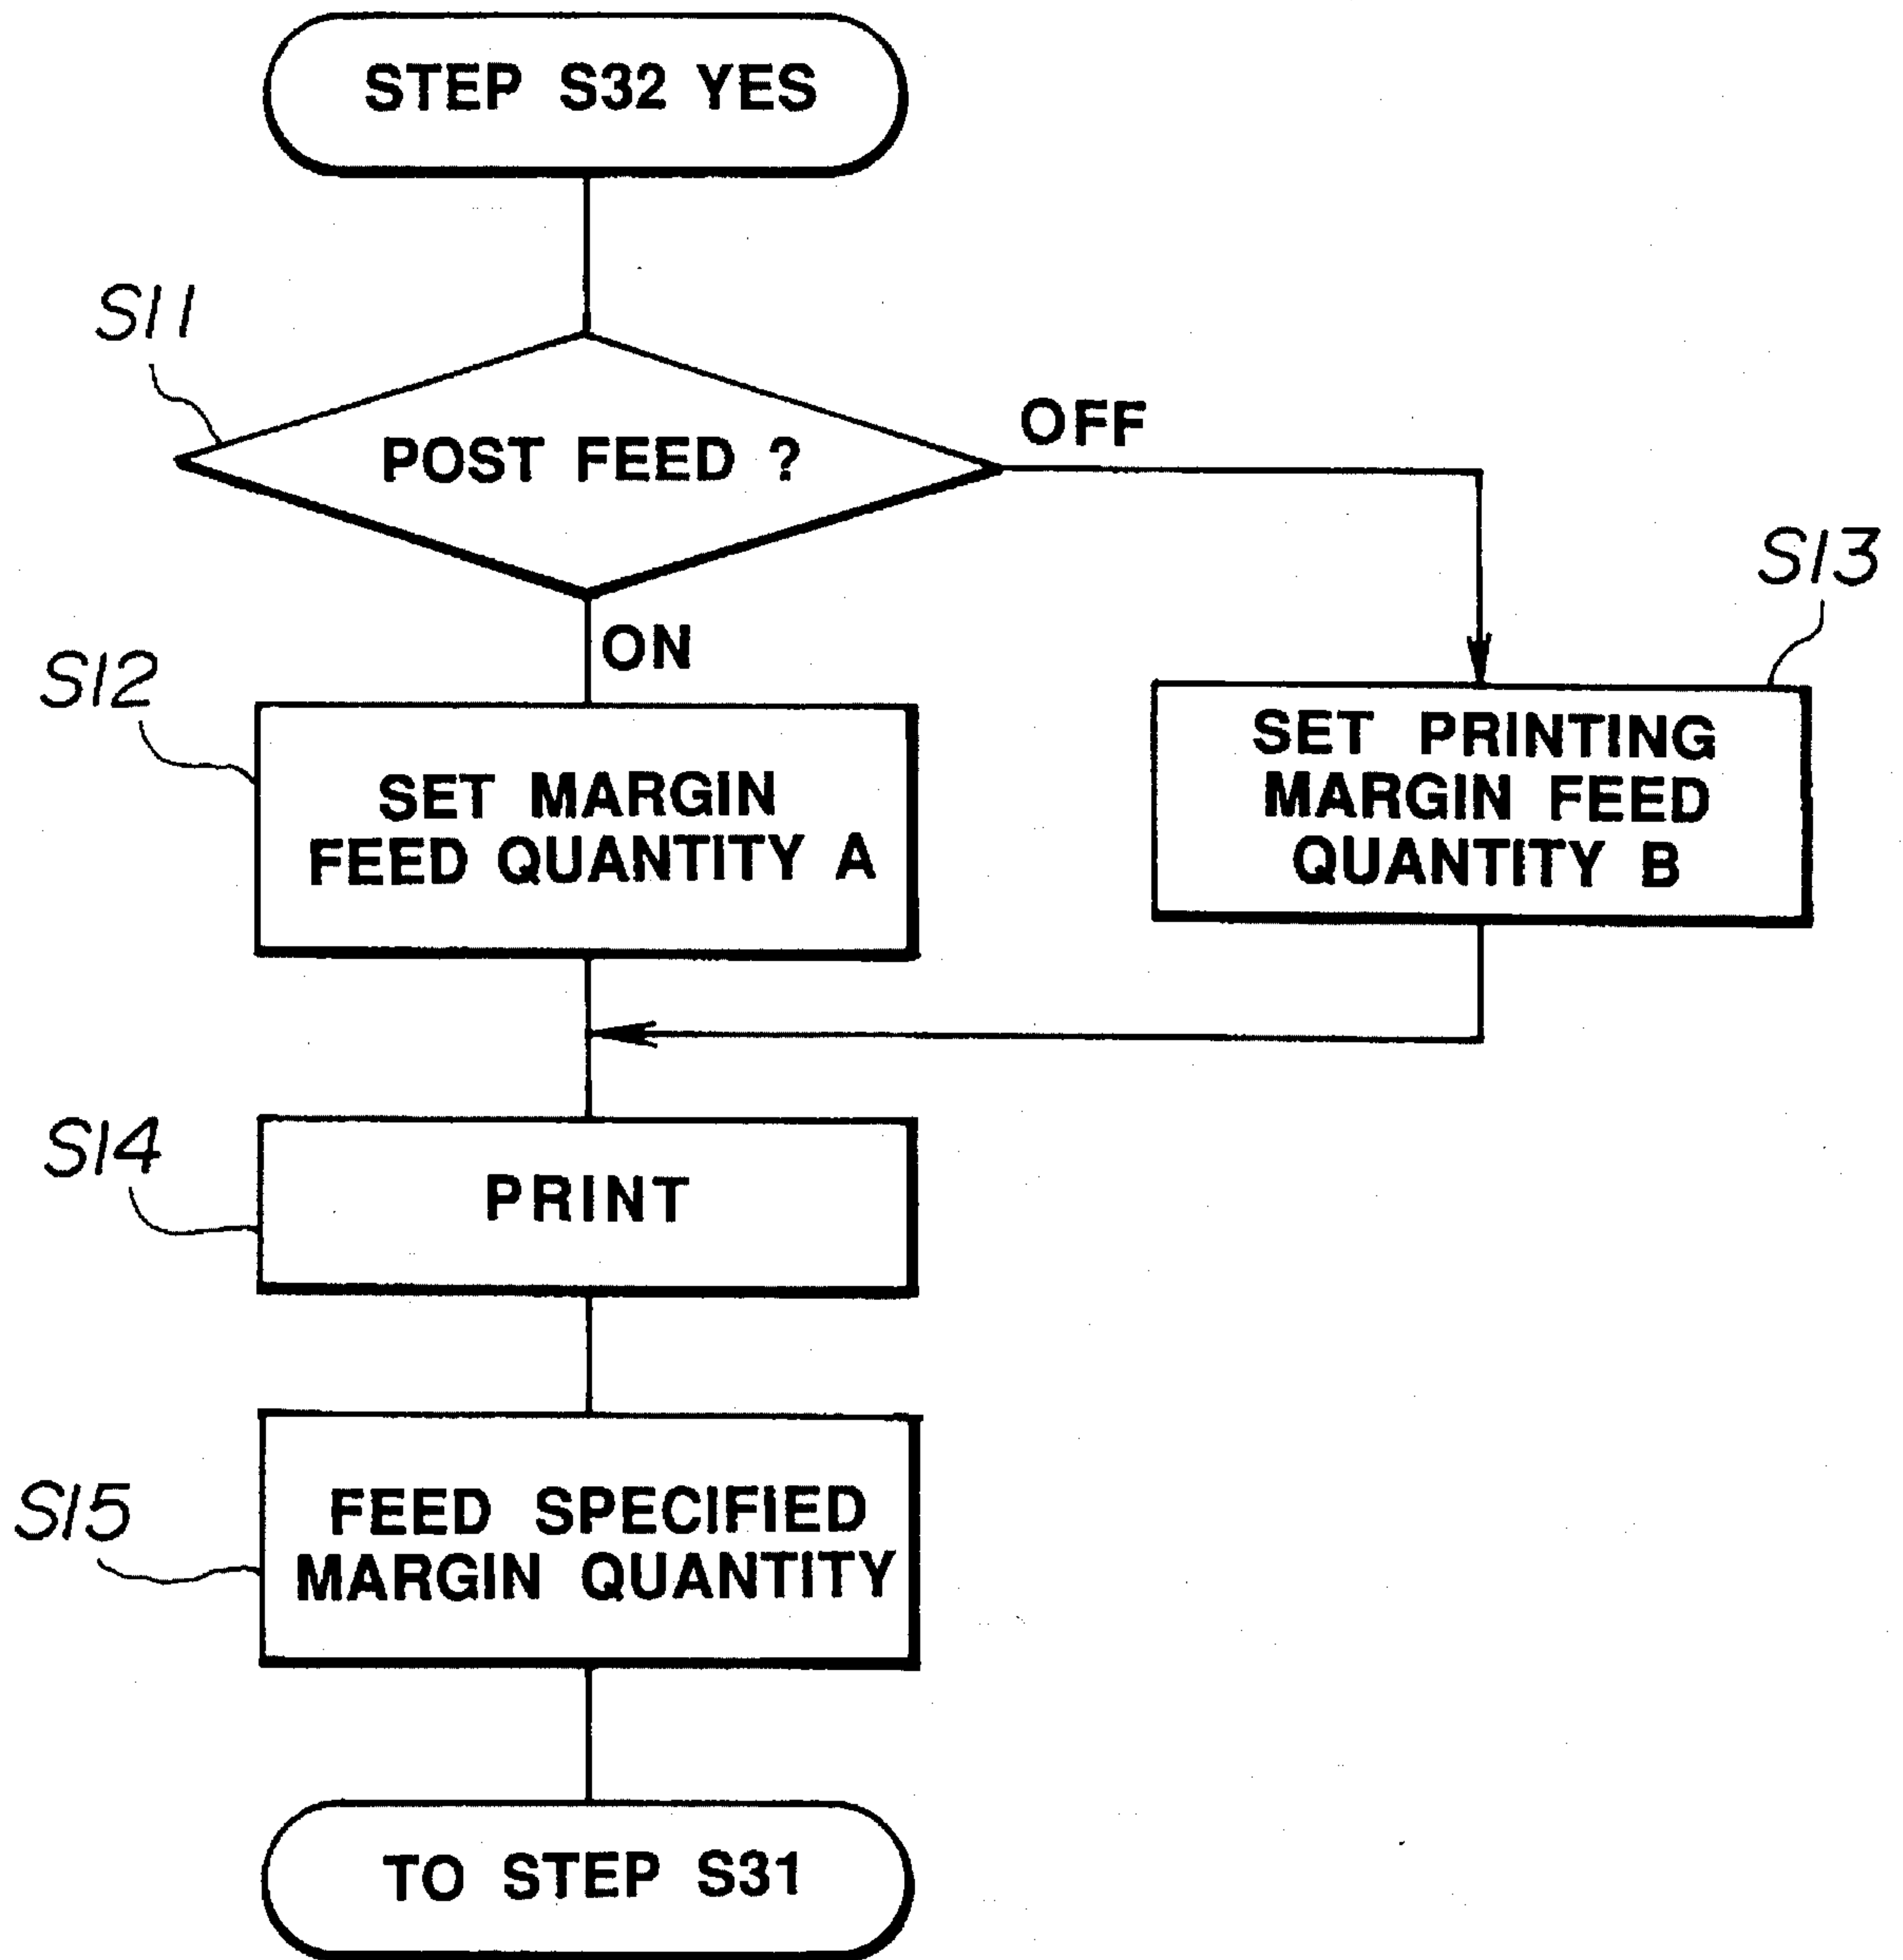 STEP S32 YES
S11
POST FEED ?
OFF
S13
ON
S12
SET MARGIN
FEED QUANTITY A
SET PRINTING
MARGIN FEED
QUANTITY B
S14
PRINT
S15
FEED SPECIFIED
MARGIN QUANTITY
TO STEP S31